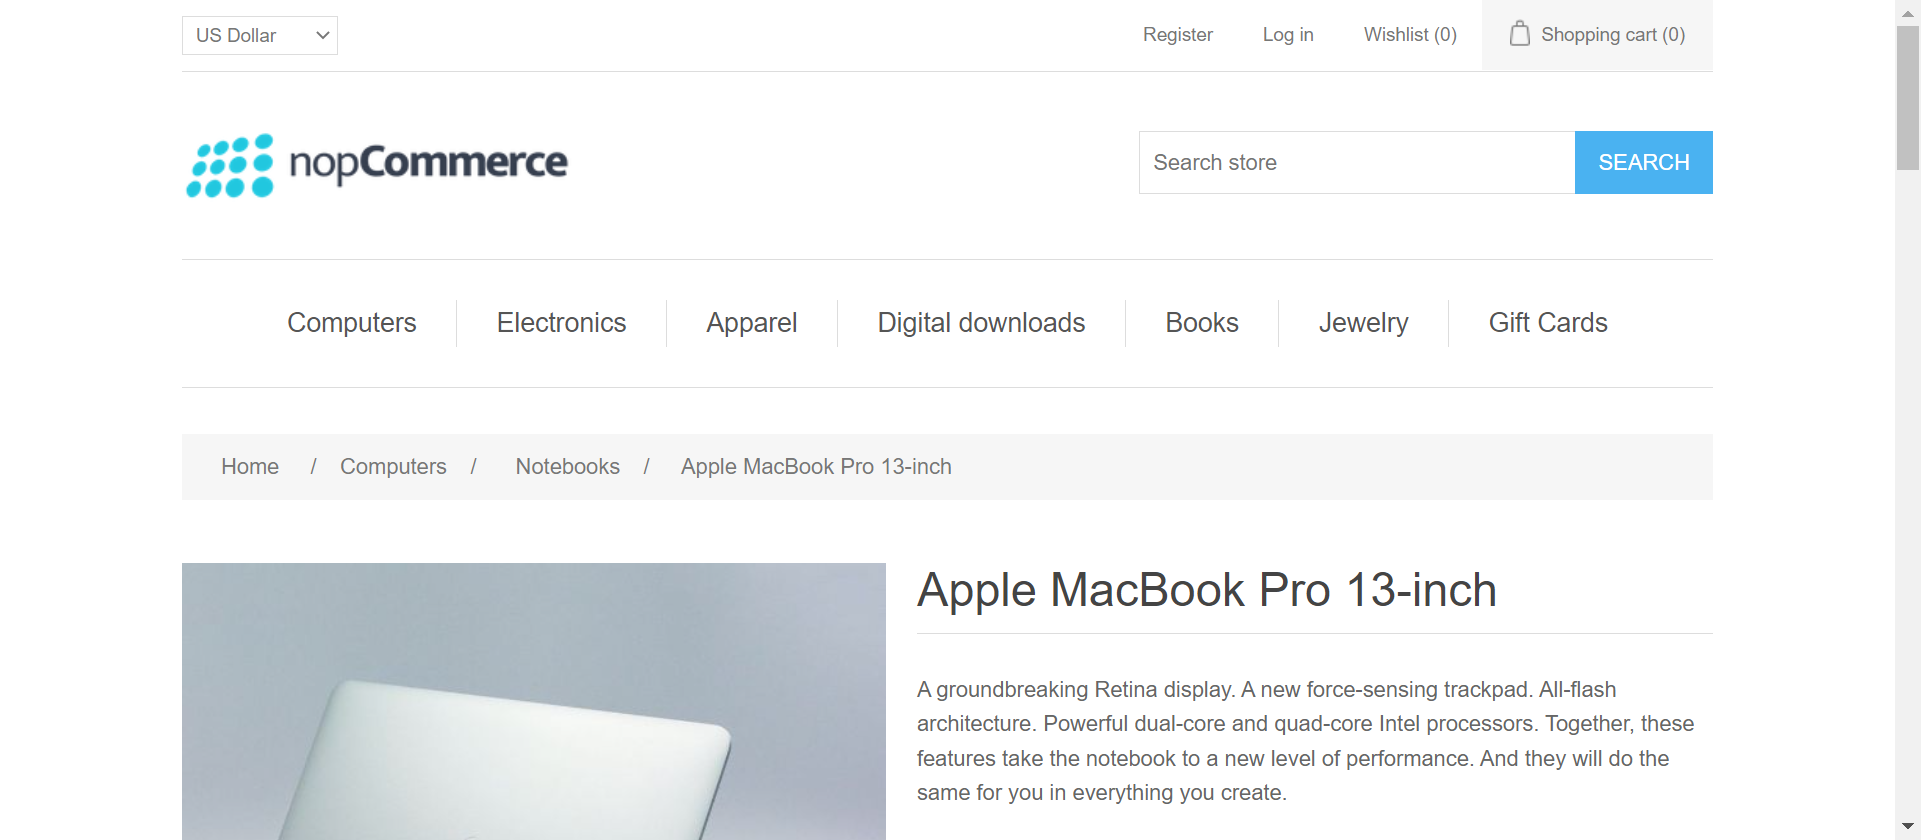 US Dollar
Register
Log in
Wishlist (0)
Shopping cart (0)
nopCommerce
Search store
SEARCH
Computers
Electronics
Apparel
Digital downloads
Books
Jewelry
Gift Cards
Home / Computers / Notebooks / Apple MacBook Pro 13-inch
Apple MacBook Pro 13-inch
A groundbreaking Retina display. A new force-sensing trackpad. All-flash
architecture. Powerful dual-core and quad-core Intel processors. Together, these
features take the notebook to a new level of performance. And they will do the
same for you in everything you create.